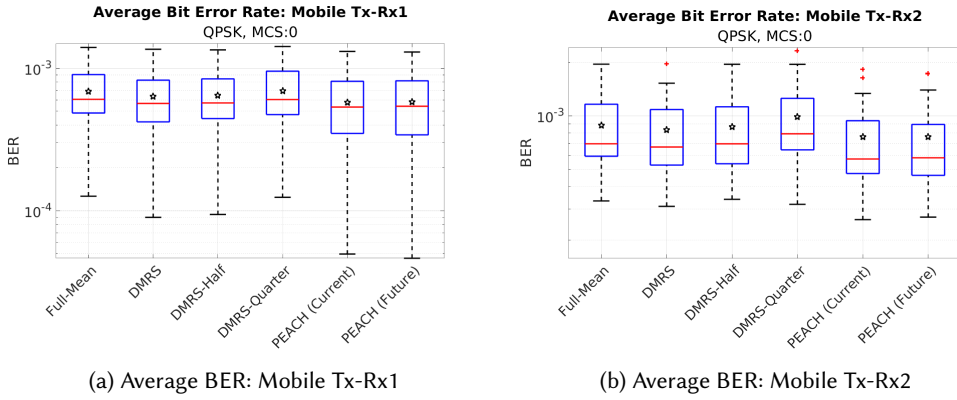 Average Bit Error Rate: Mobile Tx-Rx1
QPSK, MCS:0
BER
10^-3
10^-4
Full-Mean
DMRS
DMRS-Half
DMRS-Quarter
PEACH (Current)
PEACH (Future)
(a) Average BER: Mobile Tx-Rx1
Average Bit Error Rate: Mobile Tx-Rx2
QPSK, MCS:0
BER
10^-3
Full-Mean
DMRS
DMRS-Half
DMRS-Quarter
PEACH (Current)
PEACH (Future)
(b) Average BER: Mobile Tx-Rx2